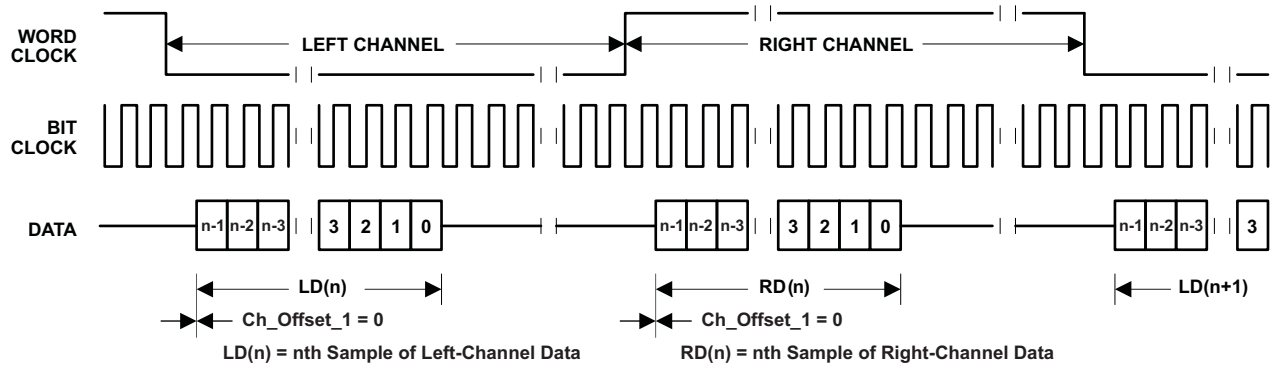 WORD
CLOCK
LEFT CHANNEL
RIGHT CHANNEL
BIT
CLOCK
DATA
n-1 n-2 n-3 3 2 1 0 n-1 n-2 n-3 3 2 1 0 n-1 n-2 n-3 3
LD(n) RD(n) LD(n+1)
Ch_Offset_1 = 0 Ch_Offset_1 = 0
LD(n) = nth Sample of Left-Channel Data RD(n) = nth Sample of Right-Channel Data